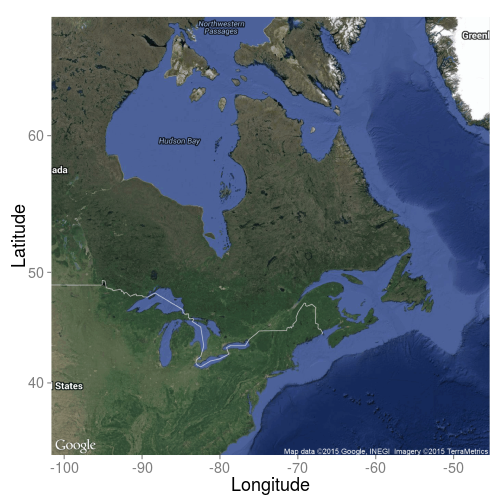 Northwestern
Passages
Greenl
60
Hudson Bay
ada
Latitude
50
40
States
Google
Map data ©2015 Google, INEGI Imagery ©2015 TerraMetrics
-100 -90 -80 -70 -60 -50
Longitude